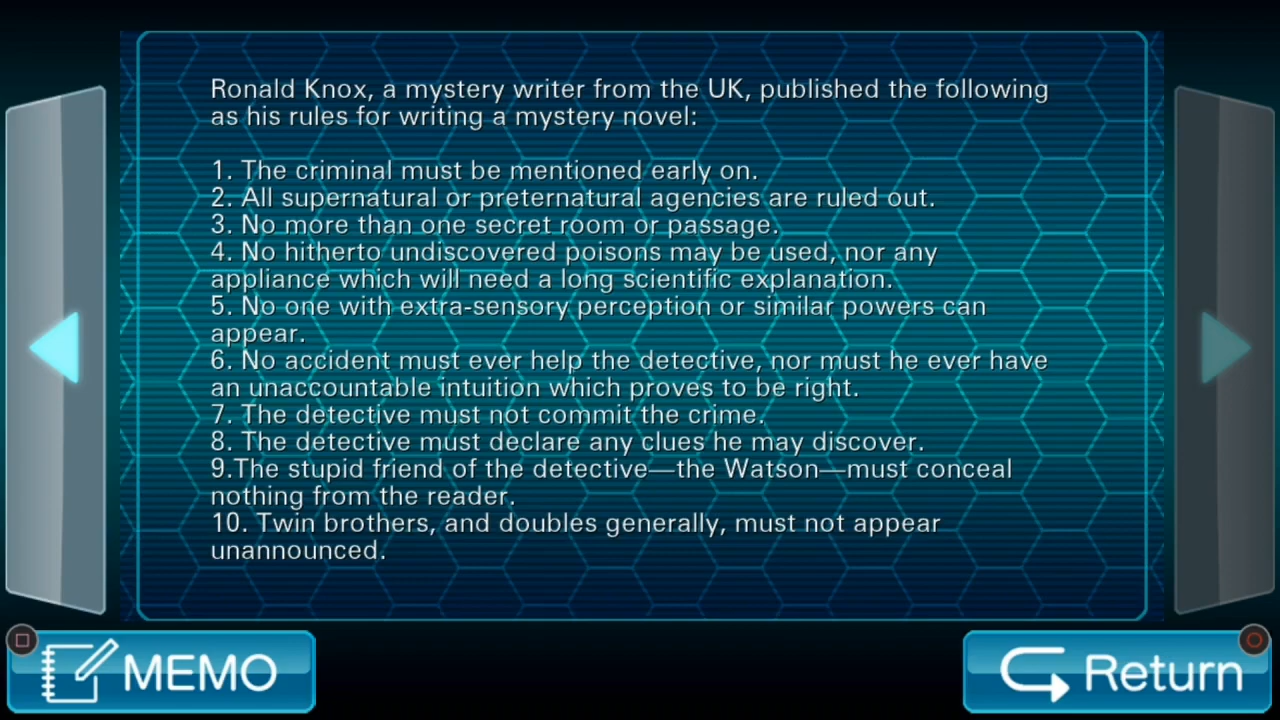 Ronald Knox, a mystery writer from the UK, published the following
as his rules for writing a mystery novel:
1. The criminal must be mentioned early on.
2. All supernatural or preternatural agencies are ruled out.
3. No more than one secret room or passage.
4. No hitherto undiscovered poisons may be used, nor any
appliance which will need a long scientific explanation.
5. No one with extra-sensory perception or similar powers can
appear.
6. No accident must ever help the detective, nor must he ever have
an unaccountable intuition which proves to be right.
7. The detective must not commit the crime.
8. The detective must declare any clues he may discover.
9.The stupid friend of the detective—the Watson—must conceal
nothing from the reader.
10. Twin brothers, and doubles generally, must not appear
unannounced.
MEMO
Return